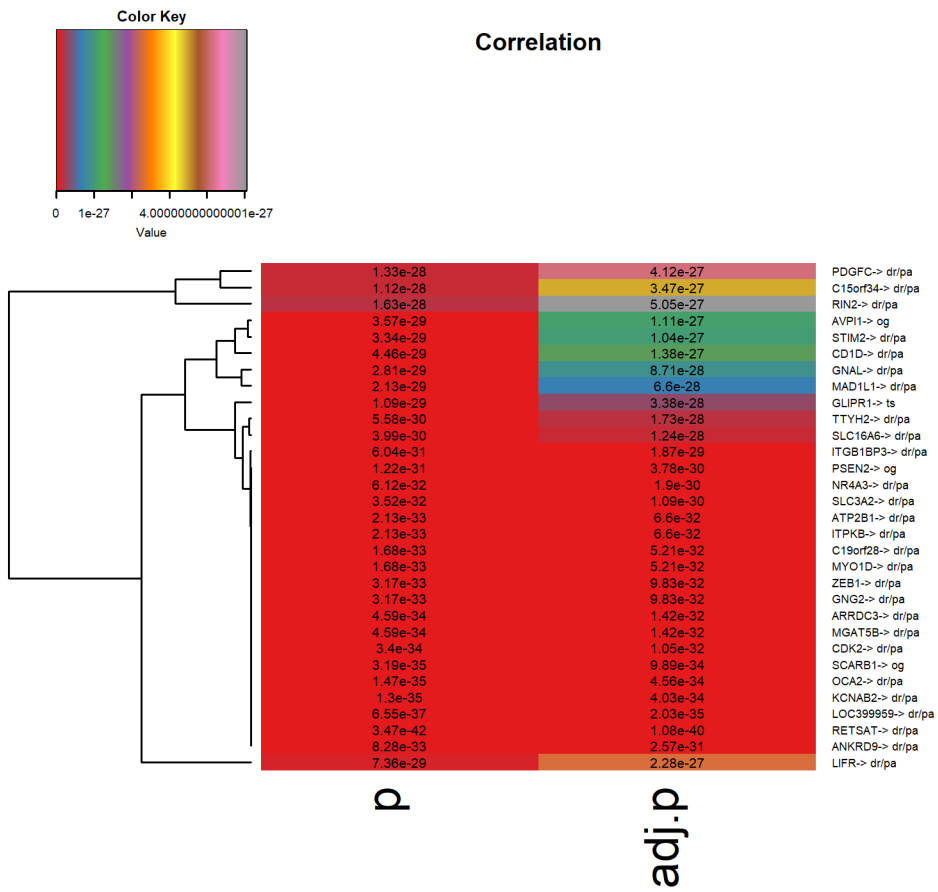 Color Key
Correlation
0 1e-27 4.00000000000001e-27
Value
1.33e-28 4.12e-27 PDGFC-> dr/pa
1.12e-28 3.47e-27 C15orf34-> dr/pa
1.63e-28 5.05e-27 RIN2-> dr/pa
3.57e-29 1.11e-27 AVPI1-> og
3.34e-29 1.04e-27 STIM2-> dr/pa
4.46e-29 1.38e-27 CD1D-> dr/pa
2.81e-29 8.71e-28 GNAL-> dr/pa
2.13e-29 6.6e-28 MAD1L1-> dr/pa
1.09e-29 3.38e-28 GLIPR1-> ts
5.58e-30 1.73e-28 TTYH2-> dr/pa
3.99e-30 1.24e-28 SLC16A6-> dr/pa
6.04e-31 1.87e-29 ITGB1BP3-> dr/pa
1.22e-31 3.78e-30 PSEN2-> og
6.12e-32 1.9e-30 NR4A3-> dr/pa
3.52e-32 1.09e-30 SLC3A2-> dr/pa
2.13e-33 6.6e-32 ATP2B1-> dr/pa
2.13e-33 6.6e-32 ITPKB-> dr/pa
1.68e-33 5.21e-32 C19orf28-> dr/pa
1.68e-33 5.21e-32 MYO1D-> dr/pa
3.17e-33 9.83e-32 ZEB1-> dr/pa
3.17e-33 9.83e-32 GNG2-> dr/pa
4.59e-34 1.42e-32 ARRDC3-> dr/pa
4.59e-34 1.42e-32 MGAT5B-> dr/pa
3.4e-34 1.05e-32 CDK2-> dr/pa
3.19e-35 9.89e-34 SCARB1-> og
1.47e-35 4.56e-34 OCA2-> dr/pa
1.3e-35 4.03e-34 KCNAB2-> dr/pa
6.55e-37 2.03e-35 LOC399959-> dr/pa
3.47e-42 1.08e-40 RETSAT-> dr/pa
8.28e-33 2.57e-31 ANKRD9-> dr/pa
7.36e-29 2.28e-27 LIFR-> dr/pa
p adj.p